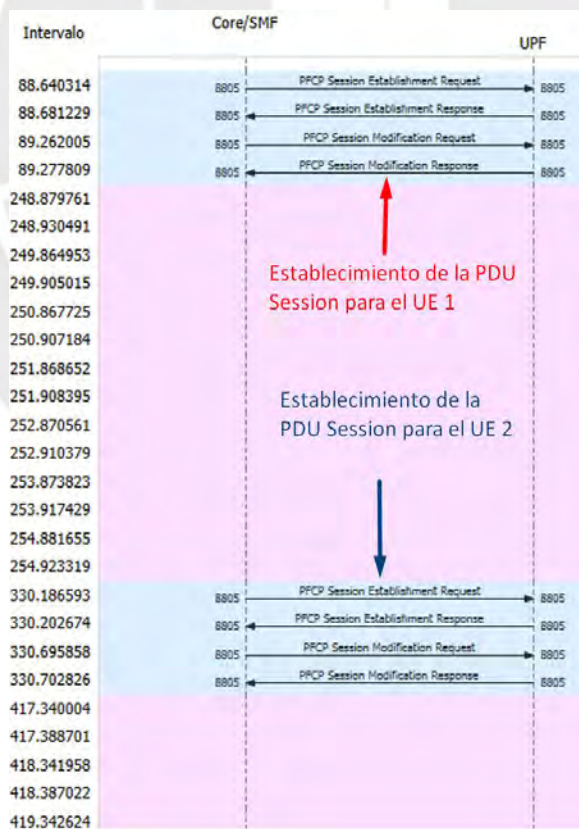 Intervalo Core/SMF UPF
88.640314 8805 PFCP Session Establishment Request 8805
88.681229 8805 PFCP Session Establishment Response 8805
89.262005 8805 PFCP Session Modification Request 8805
89.277809 8805 PFCP Session Modification Response 8805
248.879761
248.930491
249.864953
Establecimiento de la PDU
249.905015
Session para el UE 1
250.867725
250.907184
251.868652
251.908395
Establecimiento de la
252.870561
PDU Session para el UE 2
252.910379
253.873823
253.917429
254.881655
254.923319
330.186593 8805 PFCP Session Establishment Request 8805
330.202674 8805 PFCP Session Establishment Response 8805
330.695858 8805 PFCP Session Modification Request 8805
330.702826 8805 PFCP Session Modification Response 8805
417.340004
417.388701
418.341958
418.387022
419.342624